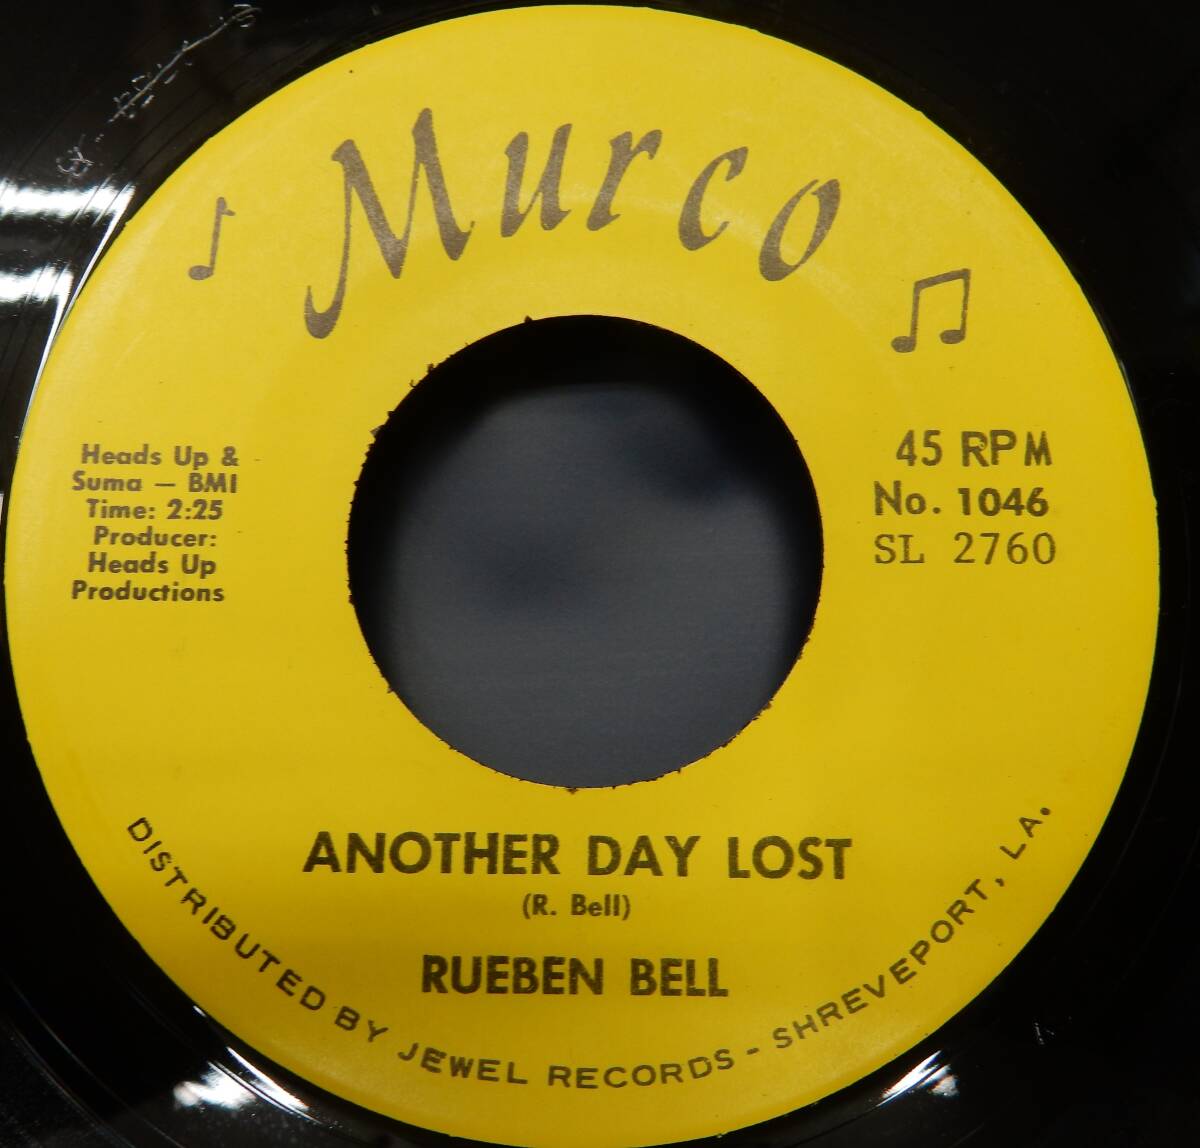 Murco
Heads Up &
Suma — BMI
Time: 2:25
Producer:
Heads Up
Productions
45 RPM
No. 1046
SL 2760
ANOTHER DAY LOST
(R. Bell)
RUEBEN BELL
DISTRIBUTED BY JEWEL RECORDS - SHREVEPORT, LA.